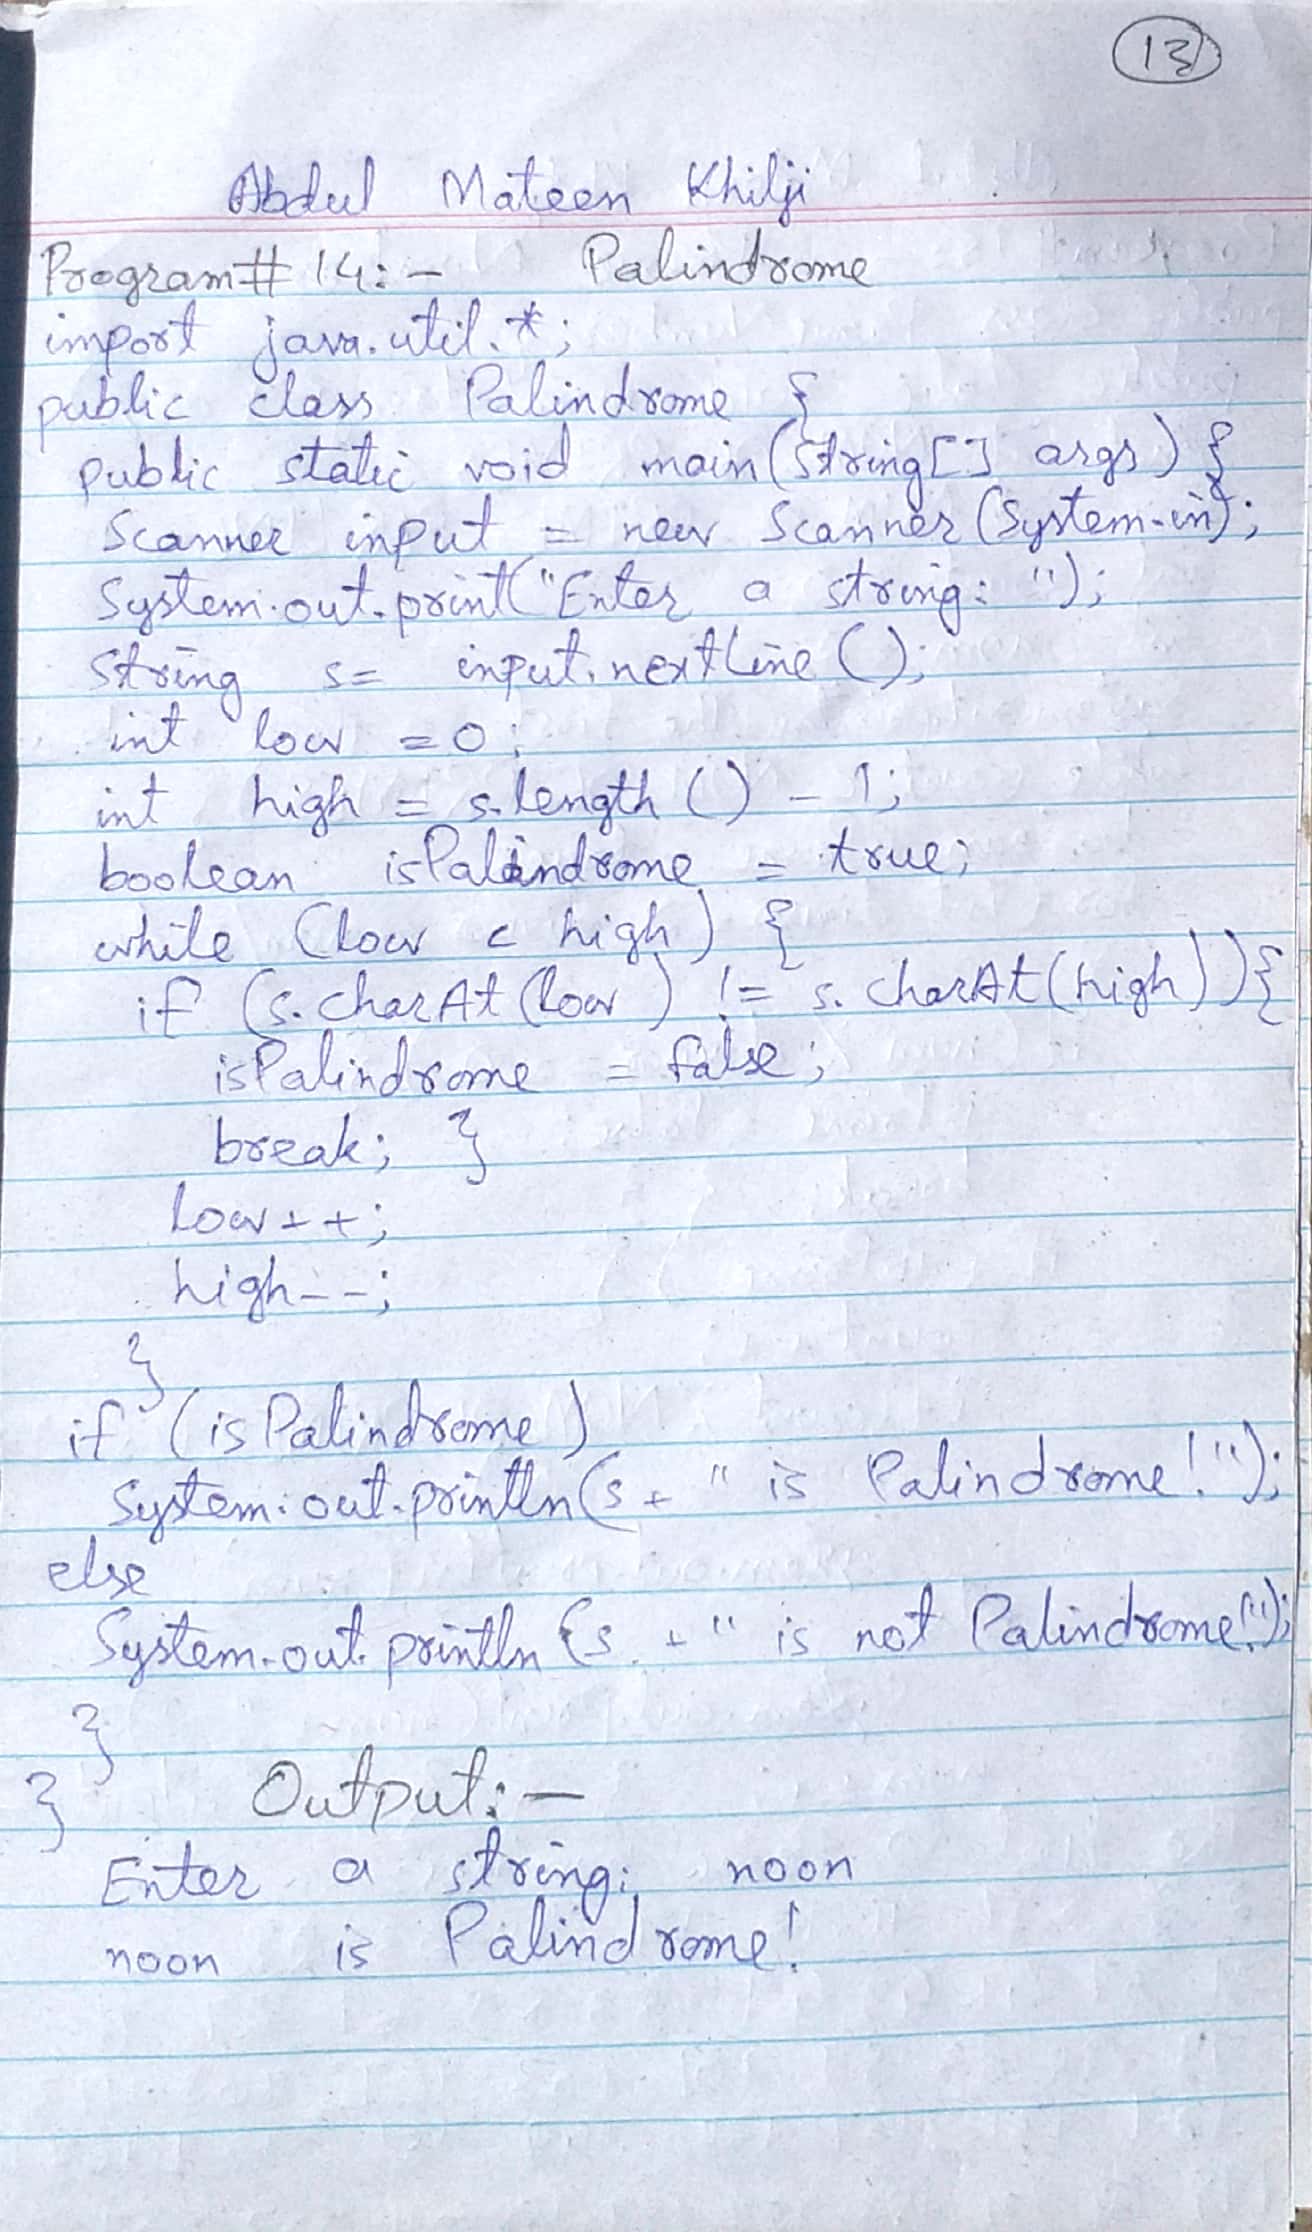 13
Abdul Mateen Khilji
Program# 14:- Palindrome
import java.util.*;
public class Palindrome {
public static void main(String[] args) {
Scanner input = new Scanner(System.in);
System.out.print("Enter a string: ");
String s= input.nextLine();
int low = 0;
int high = s.length() - 1;
boolean isPalindrome = true;
while (low < high) {
if (s.charAt(low) != s.charAt(high)){
isPalindrome = false;
break; }
low++;
high--;
}
if (isPalindrome)
System.out.println(s + " is Palindrome!");
else
System.out.println(s + " is not Palindrome!");
}
} Output:-
Enter a string: noon
noon is Palindrome!